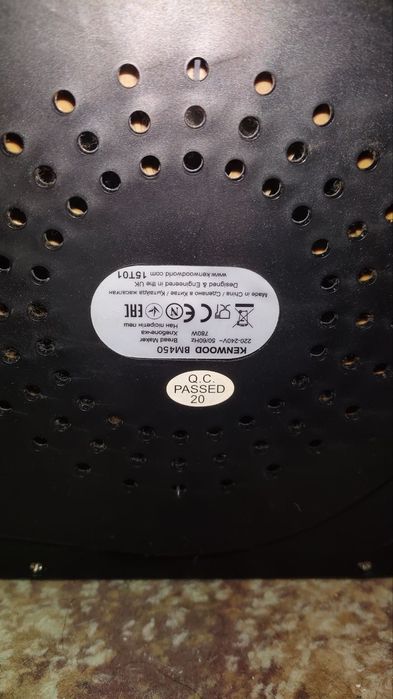 KENWOOD BM450
Bread Maker
Хлебопечка
Нан пісіретін пеш
220-240V~ 50/60Hz 780W
CE EAC
Made in China / Сделано в Китае / Қытайда жасалған
Designed & Engineered in the UK
www.kenwoodworld.com 15T01
Q.C.
PASSED
20